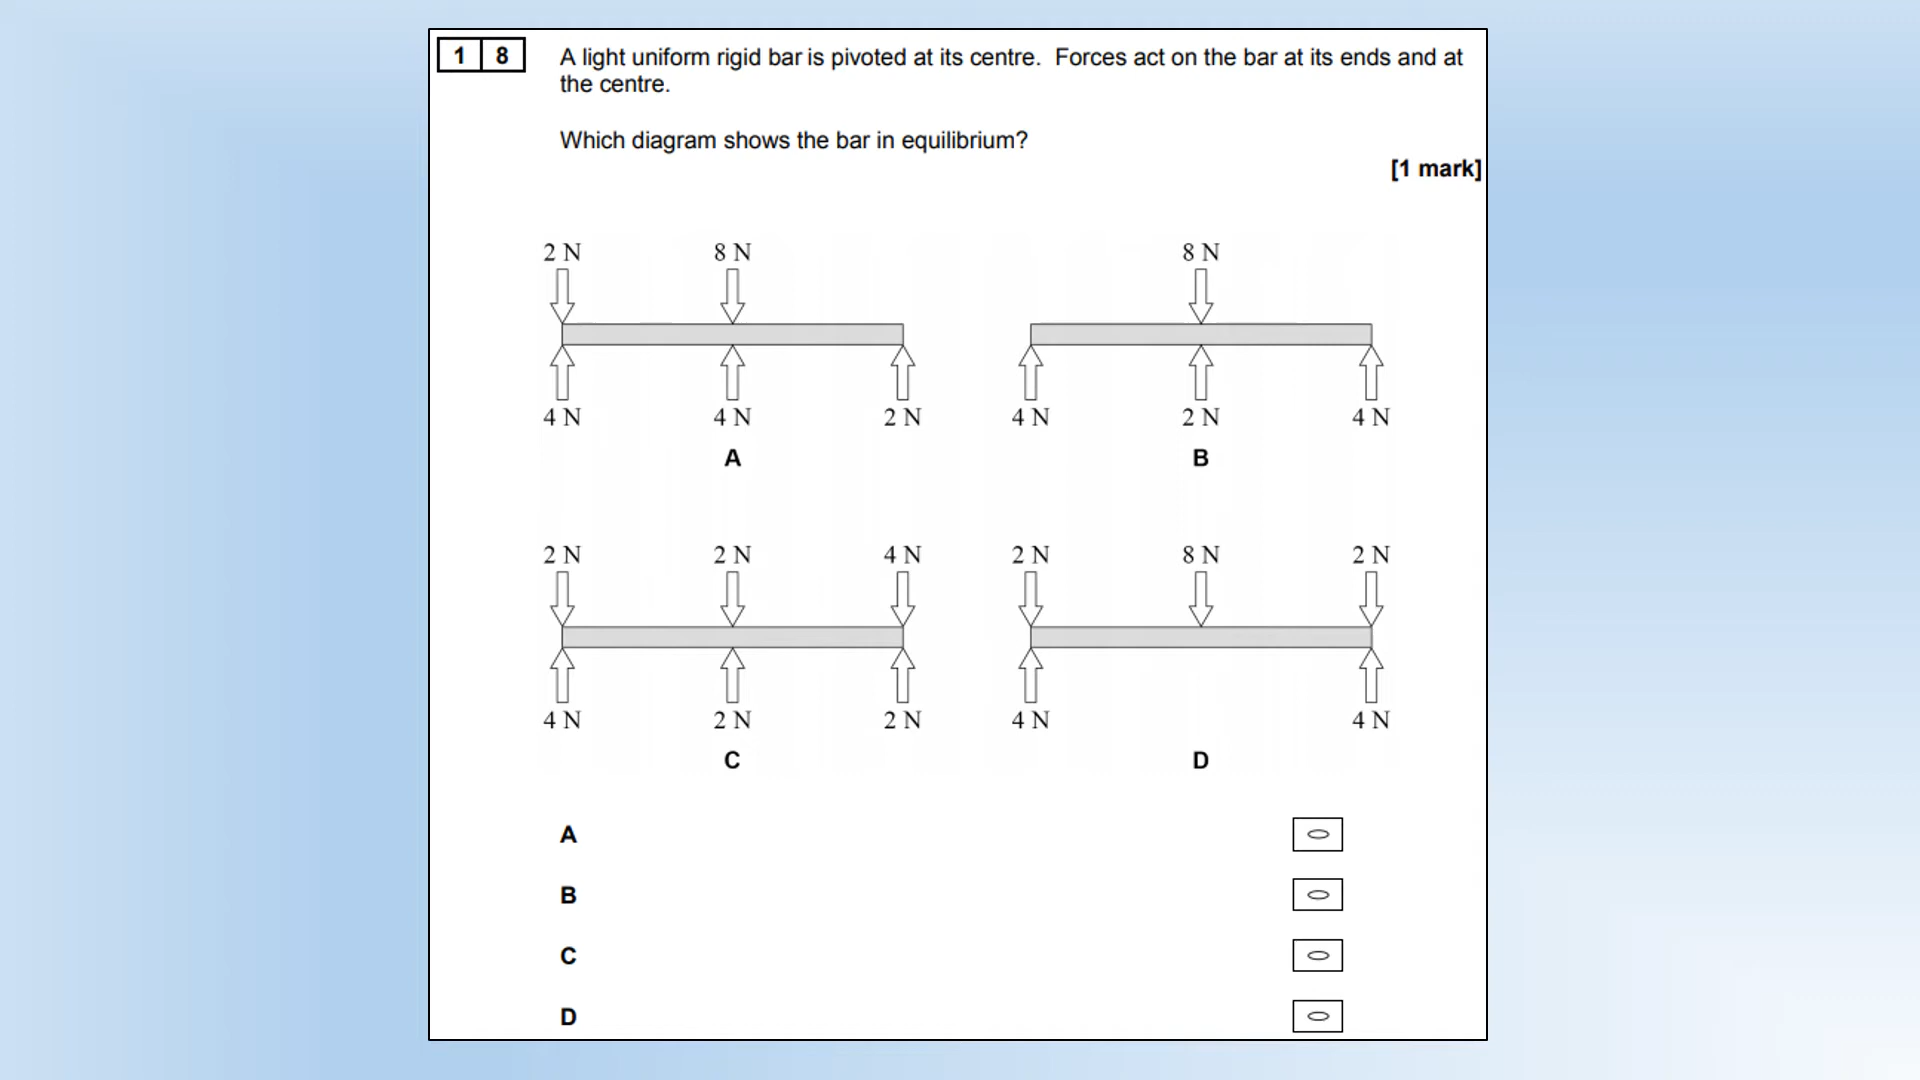 1 8 A light uniform rigid bar is pivoted at its centre. Forces act on the bar at its ends and at
the centre.
Which diagram shows the bar in equilibrium?
[1 mark]
2 N 8 N 8 N
4 N 4 N 2 N 4 N 2 N 4 N
A B
2 N 2 N 4 N 2 N 8 N 2 N
4 N 2 N 2 N 4 N 4 N
C D
A
B
C
D